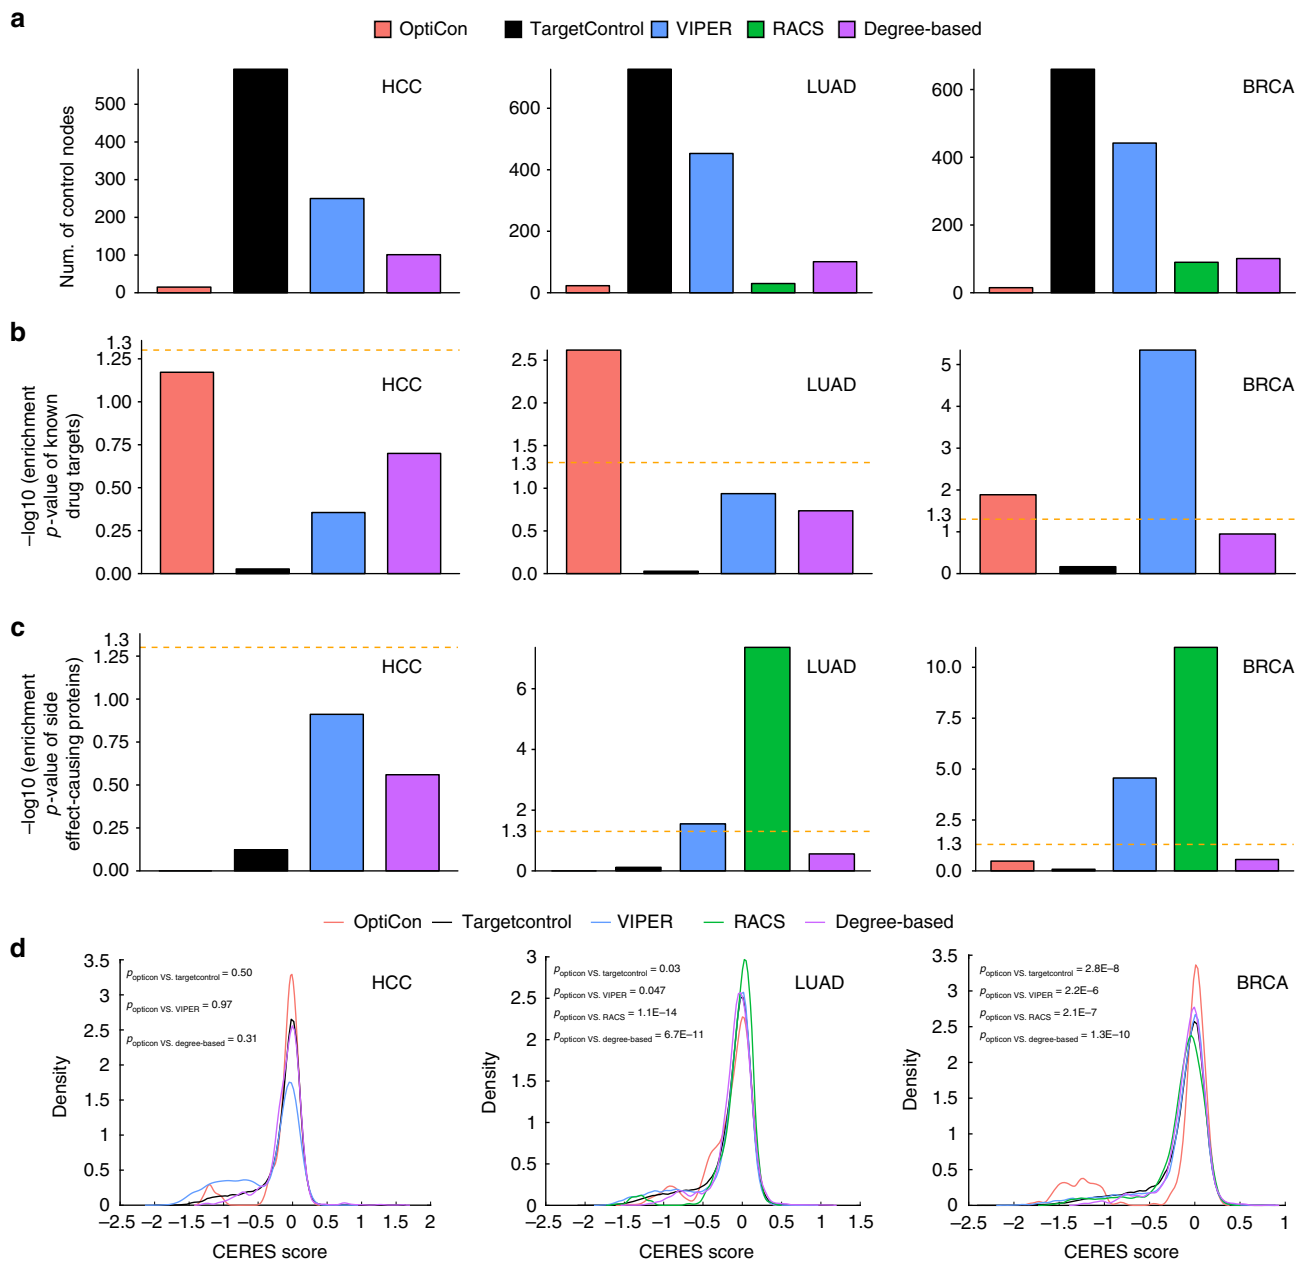 a
OptiCon TargetControl VIPER RACS Degree-based
HCC
LUAD
BRCA
Num. of control nodes
500
400
300
200
100
0
600
400
200
0
600
400
200
0
b
–log10 (enrichment
p-value of known
drug targets)
HCC
LUAD
BRCA
1.3
1.25
1.00
0.75
0.50
0.25
0.00
2.5
2.0
1.5
1.3
1.0
0.5
0.0
5
4
3
2
1.3
1
0
c
–log10 (enrichment
p-value of side
effect-causing proteins)
HCC
LUAD
BRCA
1.3
1.25
1.00
0.75
0.50
0.25
0.00
6
4
2
1.3
0
10.0
7.5
5.0
2.5
1.3
0.0
OptiCon Targetcontrol VIPER RACS Degree-based
d
HCC
Density
3.5
3
2.5
2
1.5
1
0.5
0
popticon VS. targetcontrol = 0.50
popticon VS. VIPER = 0.97
popticon VS. degree-based = 0.31
–2.5 –2 –1.5 –1 –0.5 0 0.5 1 1.5 2
CERES score
LUAD
Density
3
2.5
2
1.5
1
0.5
0
popticon VS. targetcontrol = 0.03
popticon VS. VIPER = 0.047
popticon VS. RACS = 1.1E–14
popticon VS. degree-based = 6.7E–11
–2.5 –2 –1.5 –1 –0.5 0 0.5 1 1.5
CERES score
BRCA
Density
3.5
3
2.5
2
1.5
1
0.5
0
popticon VS. targetcontrol = 2.8E–8
popticon VS. VIPER = 2.2E–6
popticon VS. RACS = 2.1E–7
popticon VS. degree-based = 1.3E–10
–2.5 –2 –1.5 –1 –0.5 0 0.5 1
CERES score